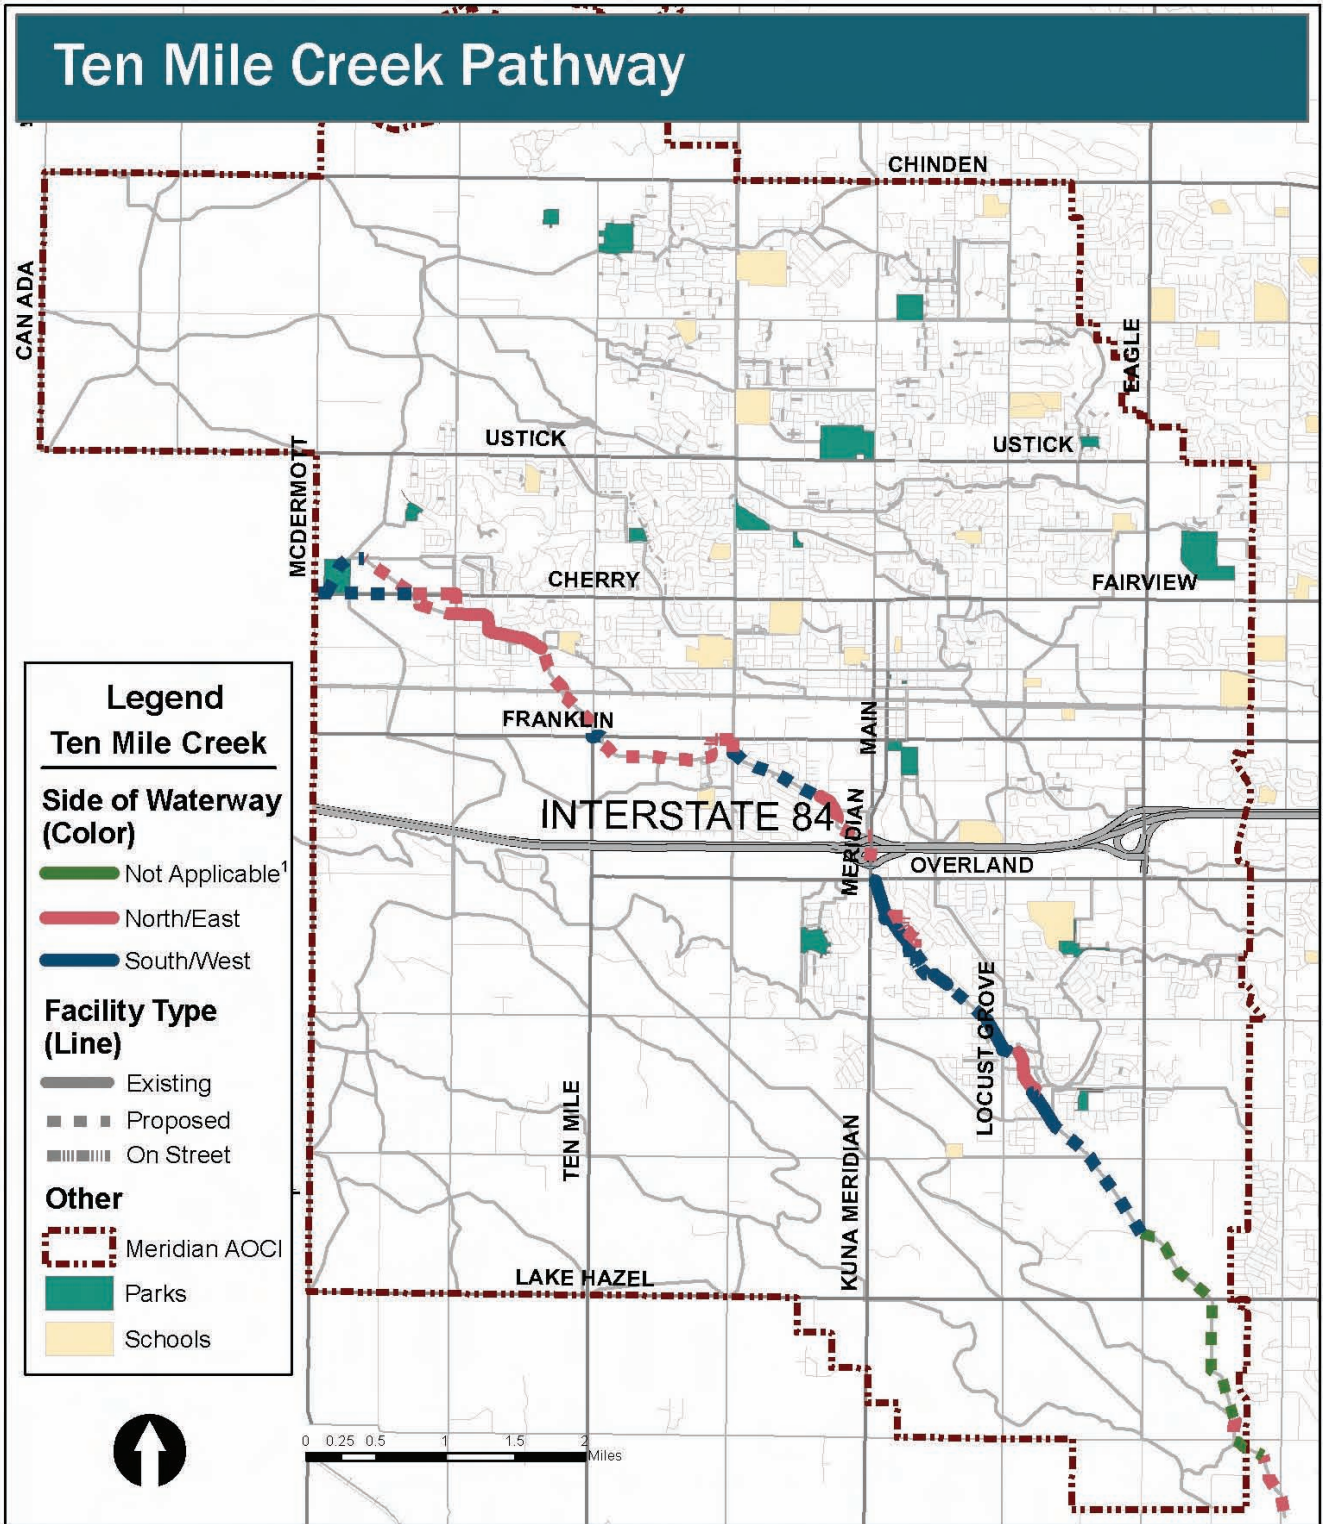 Ten Mile Creek Pathway
CHINDEN
CAN ADA
EAGLE
USTICK
USTICK
MCDERMOTT
CHERRY
FAIRVIEW
FRANKLIN
MAIN
INTERSTATE 84
MERIDIAN
OVERLAND
LOCUST GROVE
TEN MILE
KUNA MERIDIAN
LAKE HAZEL
Legend
Ten Mile Creek
Side of Waterway
(Color)
Not Applicable¹
North/East
South/West
Facility Type
(Line)
Existing
Proposed
On Street
Other
Meridian AOCI
Parks
Schools
0 0.25 0.5 1 1.5 2
Miles